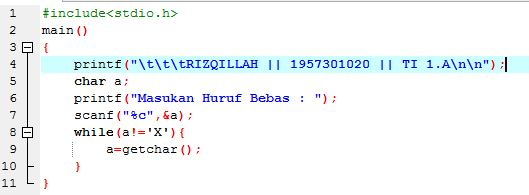 1 #include<stdio.h>
2 main()
3 {
4 printf("\t\t\tRIZQILLAH || 1957301020 || TI 1.A\n\n");
5 char a;
6 printf("Masukan Huruf Bebas : ");
7 scanf("%c",&a);
8 while(a!='X'){
9 a=getchar();
10 }
11 }